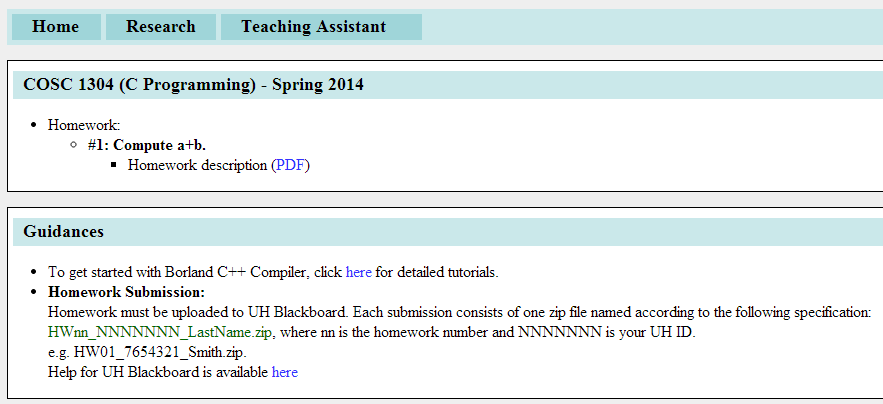 Home Research Teaching Assistant
COSC 1304 (C Programming) - Spring 2014
Homework:
#1: Compute a+b.
Homework description (PDF)
Guidances
To get started with Borland C++ Compiler, click here for detailed tutorials.
Homework Submission:
Homework must be uploaded to UH Blackboard. Each submission consists of one zip file named according to the following specification:
HWnn_NNNNNNN_LastName.zip, where nn is the homework number and NNNNNNN is your UH ID.
e.g. HW01_7654321_Smith.zip.
Help for UH Blackboard is available here